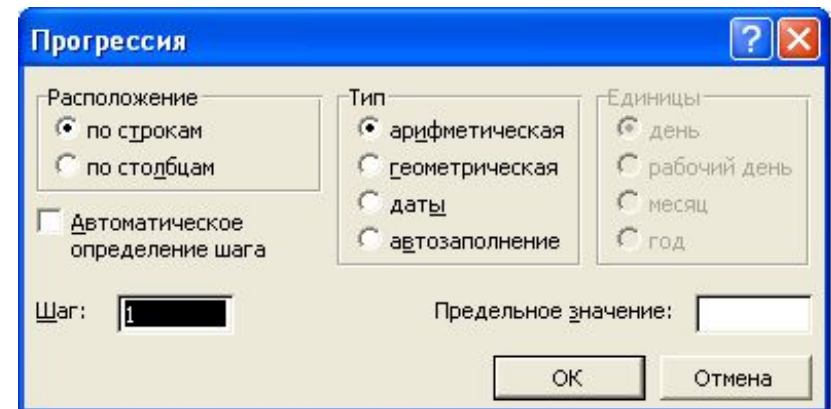 Прогрессия
Расположение
по строкам
по столбцам
Автоматическое
определение шага
Тип
арифметическая
геометрическая
даты
автозаполнение
Единицы
день
рабочий день
месяц
год
Шаг: 1
Предельное значение:
ОК
Отмена